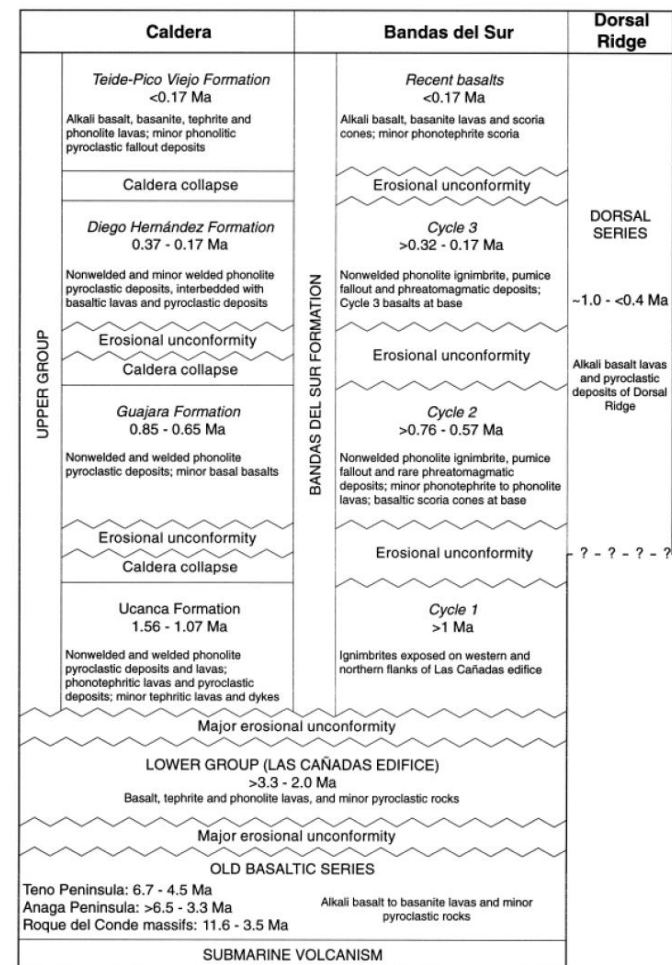 Caldera
Bandas del Sur
Dorsal
Ridge
UPPER GROUP
Teide-Pico Viejo Formation
<0.17 Ma
Alkali basalt, basanite, tephrite and
phonolite lavas; minor phonolitic
pyroclastic fallout deposits
Caldera collapse
Diego Hernández Formation
0.37 - 0.17 Ma
Nonwelded and minor welded phonolite
pyroclastic deposits, interbedded with
basaltic lavas and pyroclastic deposits
Erosional unconformity
Caldera collapse
Guajara Formation
0.85 - 0.65 Ma
Nonwelded and welded phonolite
pyroclastic deposits; minor basal basalts
Erosional unconformity
Caldera collapse
Ucanca Formation
1.56 - 1.07 Ma
Nonwelded and welded phonolite
pyroclastic deposits and lavas;
phonotephritic lavas and pyroclastic
deposits; minor tephritic lavas and dykes
BANDAS DEL SUR FORMATION
Recent basalts
<0.17 Ma
Alkali basalt, basanite lavas and scoria
cones; minor phonotephrite scoria
Erosional unconformity
Cycle 3
>0.32 - 0.17 Ma
Nonwelded phonolite ignimbrite, pumice
fallout and phreatomagmatic deposits;
Cycle 3 basalts at base
Erosional unconformity
Cycle 2
>0.76 - 0.57 Ma
Nonwelded phonolite ignimbrite, pumice
fallout and rare phreatomagmatic
deposits; minor phonotephrite to phonolite
lavas; basaltic scoria cones at base
Erosional unconformity
Cycle 1
>1 Ma
Ignimbrites exposed on western and
northern flanks of Las Cañadas edifice
DORSAL
SERIES
~1.0 - <0.4 Ma
Alkali basalt lavas
and pyroclastic
deposits of Dorsal
Ridge
- ? - ? - ? - ?
Major erosional unconformity
LOWER GROUP (LAS CAÑADAS EDIFICE)
>3.3 - 2.0 Ma
Basalt, tephrite and phonolite lavas, and minor pyroclastic rocks
Major erosional unconformity
OLD BASALTIC SERIES
Teno Peninsula: 6.7 - 4.5 Ma
Anaga Peninsula: >6.5 - 3.3 Ma
Roque del Conde massifs: 11.6 - 3.5 Ma
Alkali basalt to basanite lavas and minor
pyroclastic rocks
SUBMARINE VOLCANISM